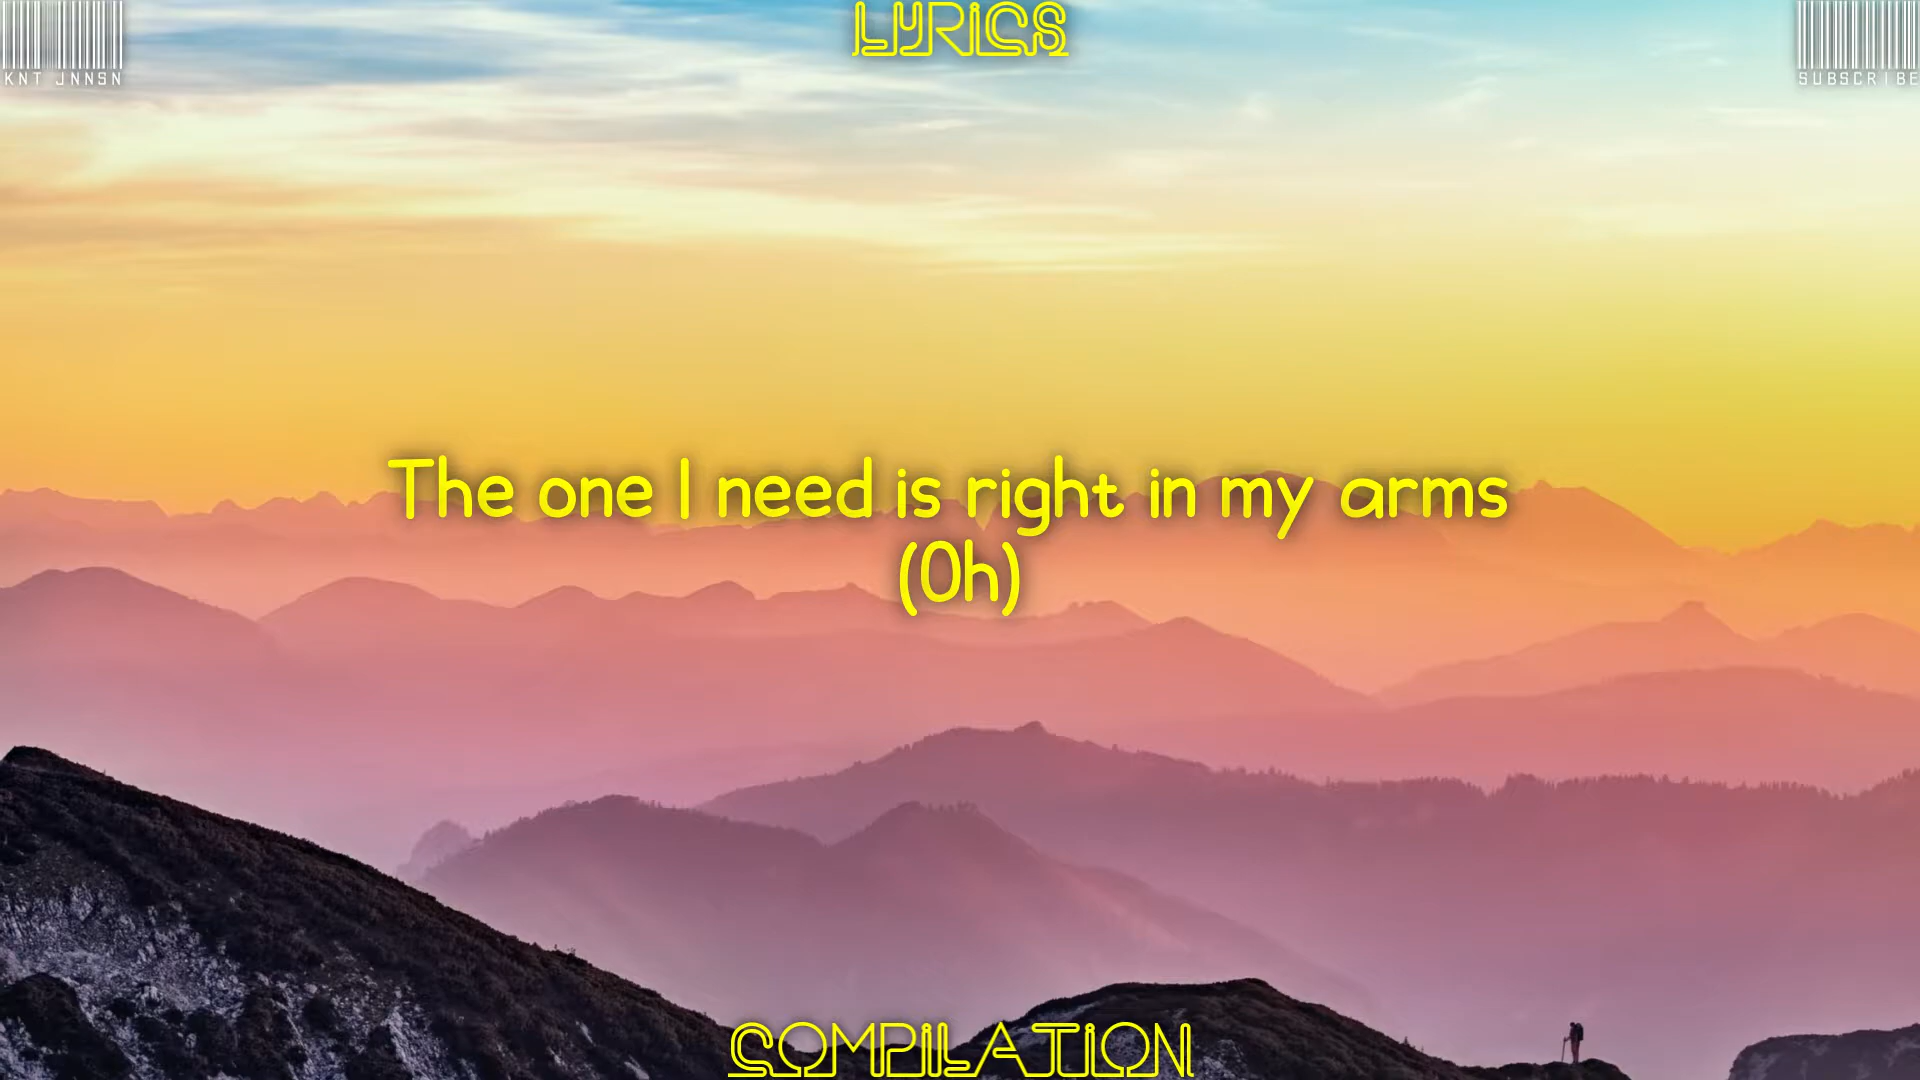 LYRICS
KNT JNNSN
SUBSCRIBE
The one I need is right in my arms
(Oh)
COMPILATION